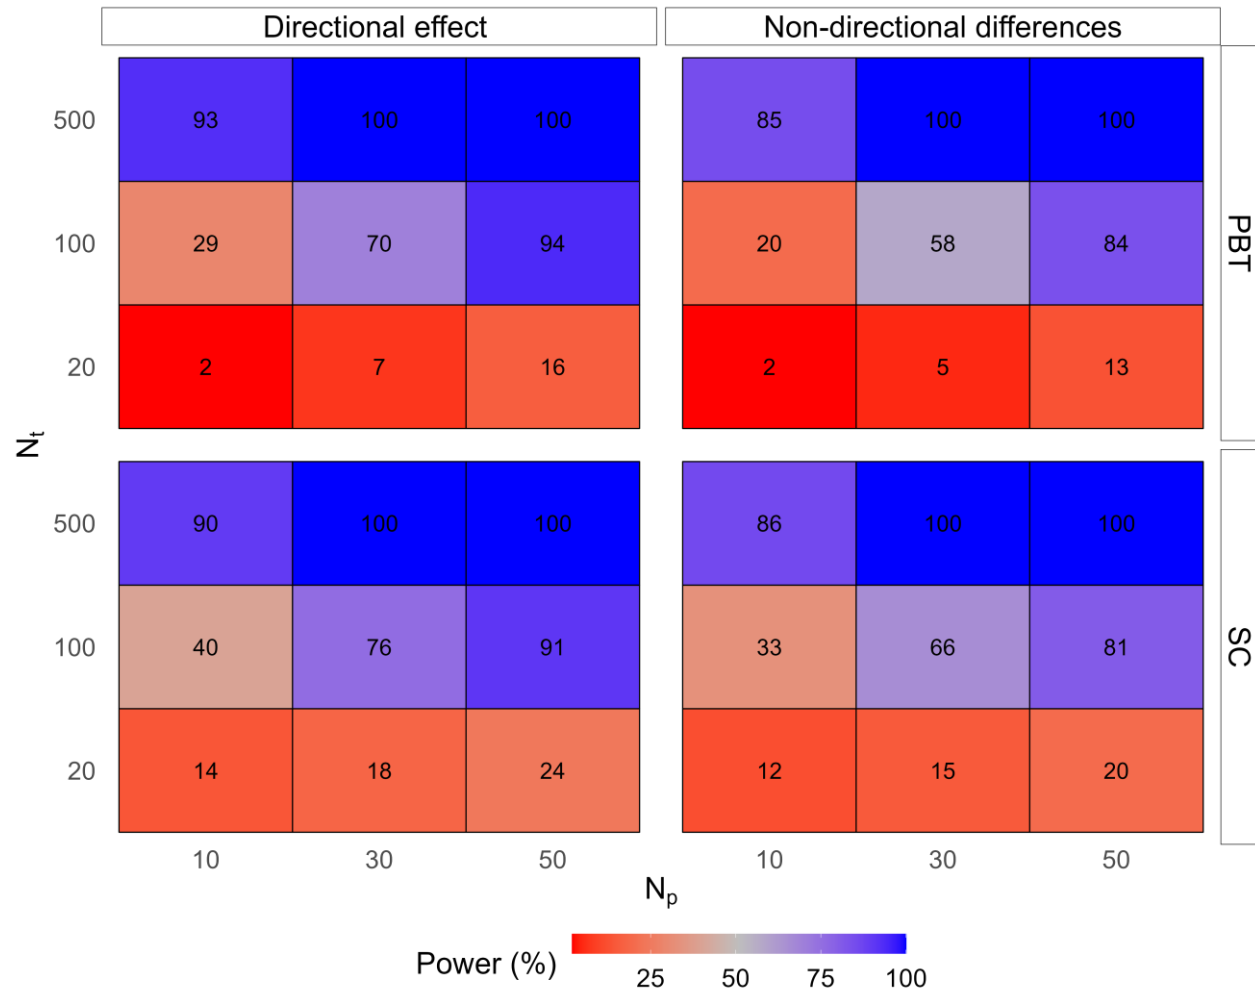 Directional effect Non-directional differences
500 93 100 100 85 100 100
100 29 70 94 20 58 84
20 2 7 16 2 5 13
PBT
N_t
500 90 100 100 86 100 100
100 40 76 91 33 66 81
20 14 18 24 12 15 20
SC
10 30 50 10 30 50
N_p
Power (%)
25 50 75 100